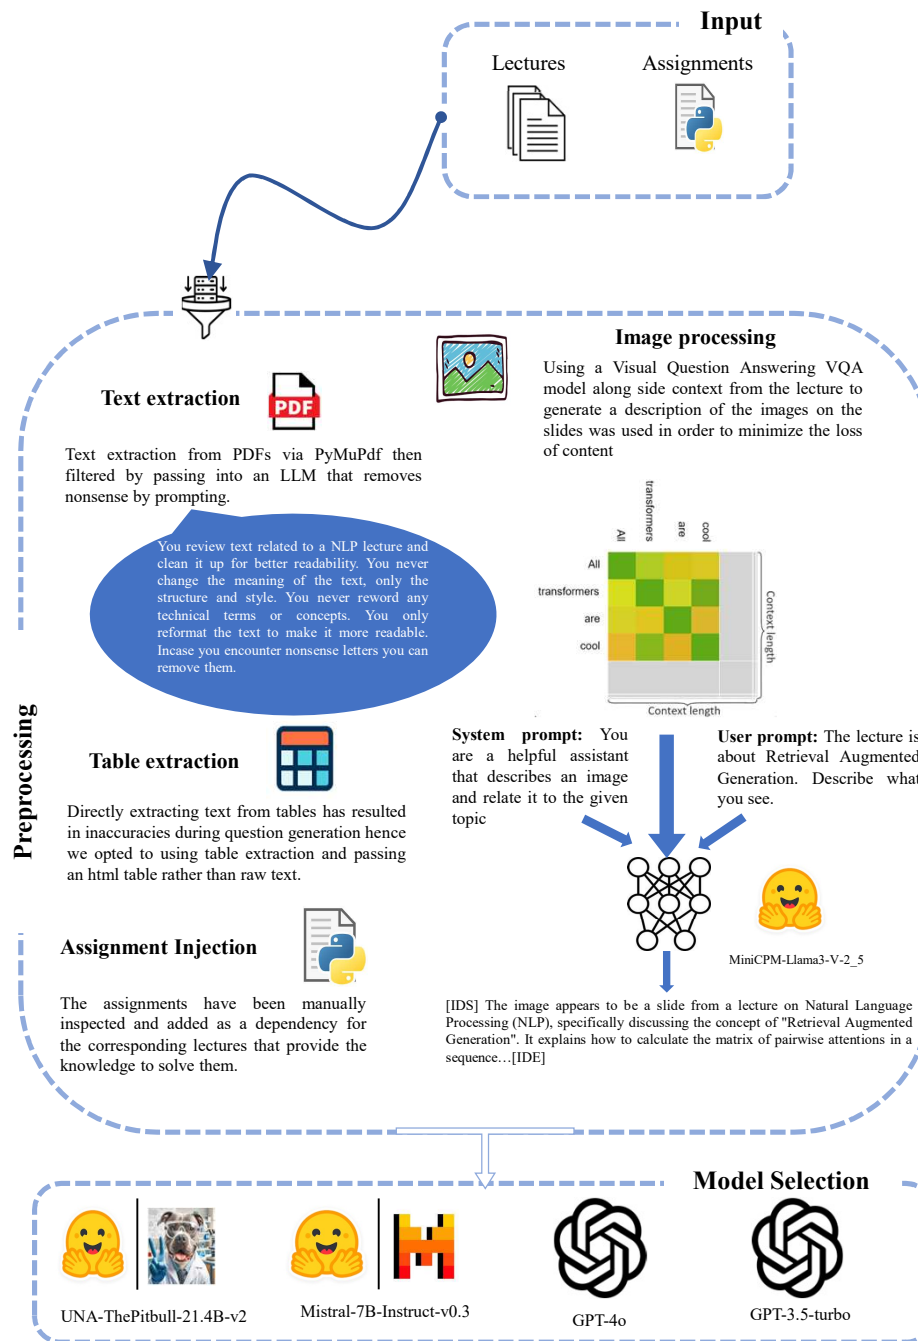 Input
Lectures
Assignments
Image processing
Using a Visual Question Answering VQA
model along side context from the lecture to
generate a description of the images on the
slides was used in order to minimize the loss
of content
Text extraction
PDF
Text extraction from PDFs via PyMuPdf then
filtered by passing into an LLM that removes
nonsense by prompting.
You review text related to a NLP lecture and
clean it up for better readability. You never
change the meaning of the text, only the
structure and style. You never reword any
technical terms or concepts. You only
reformat the text to make it more readable.
Incase you encounter nonsense letters you can
remove them.
All
transformers
are
cool
All
transformers
are
cool
Context length
Context length
Preprocessing
Table extraction
Directly extracting text from tables has resulted
in inaccuracies during question generation hence
we opted to using table extraction and passing
an html table rather than raw text.
System prompt: You
are a helpful assistant
that describes an image
and relate it to the given
topic
User prompt: The lecture is
about Retrieval Augmented
Generation. Describe what
you see.
MiniCPM-Llama3-V-2_5
Assignment Injection
The assignments have been manually
inspected and added as a dependency for
the corresponding lectures that provide the
knowledge to solve them.
[IDS] The image appears to be a slide from a lecture on Natural Language
Processing (NLP), specifically discussing the concept of "Retrieval Augmented
Generation". It explains how to calculate the matrix of pairwise attentions in a
sequence…[IDE]
Model Selection
UNA-ThePitbull-21.4B-v2
Mistral-7B-Instruct-v0.3
GPT-4o
GPT-3.5-turbo